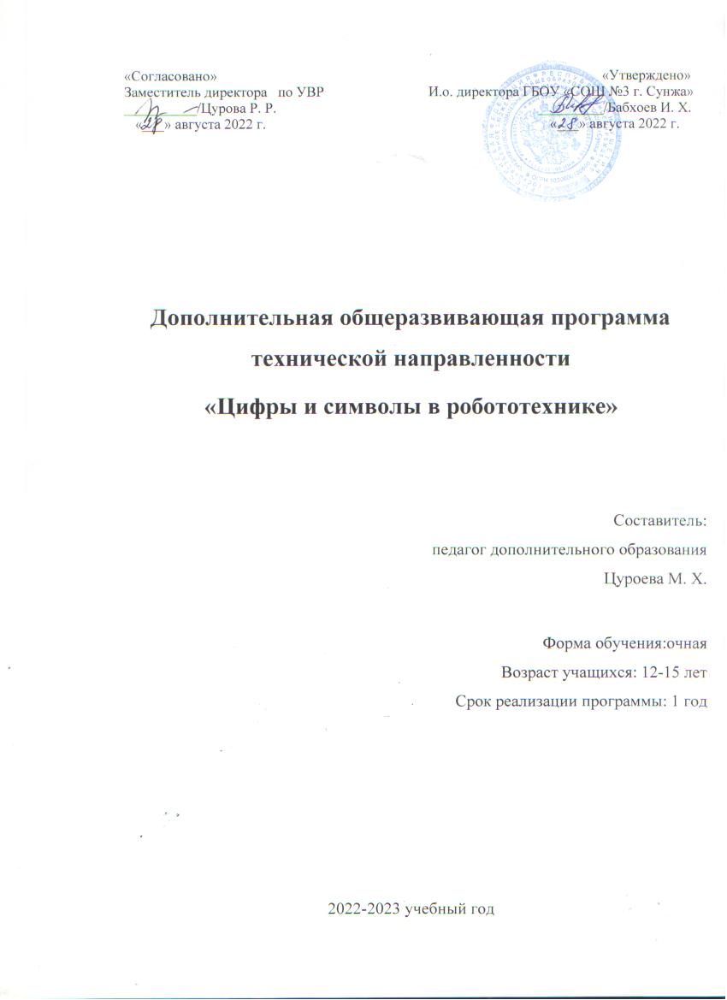 «Согласовано» «Утверждено»
Заместитель директора по УВР И.о. директора ГБОУ «СОШ №3 г. Сунжа»
/Цурова Р. Р. /Бабхоев И. Х.
«28» августа 2022 г. «28» августа 2022 г.
Дополнительная общеразвивающая программа
технической направленности
«Цифры и символы в робототехнике»
Составитель:
педагог дополнительного образования
Цуроева М. Х.
Форма обучения:очная
Возраст учащихся: 12-15 лет
Срок реализации программы: 1 год
2022-2023 учебный год